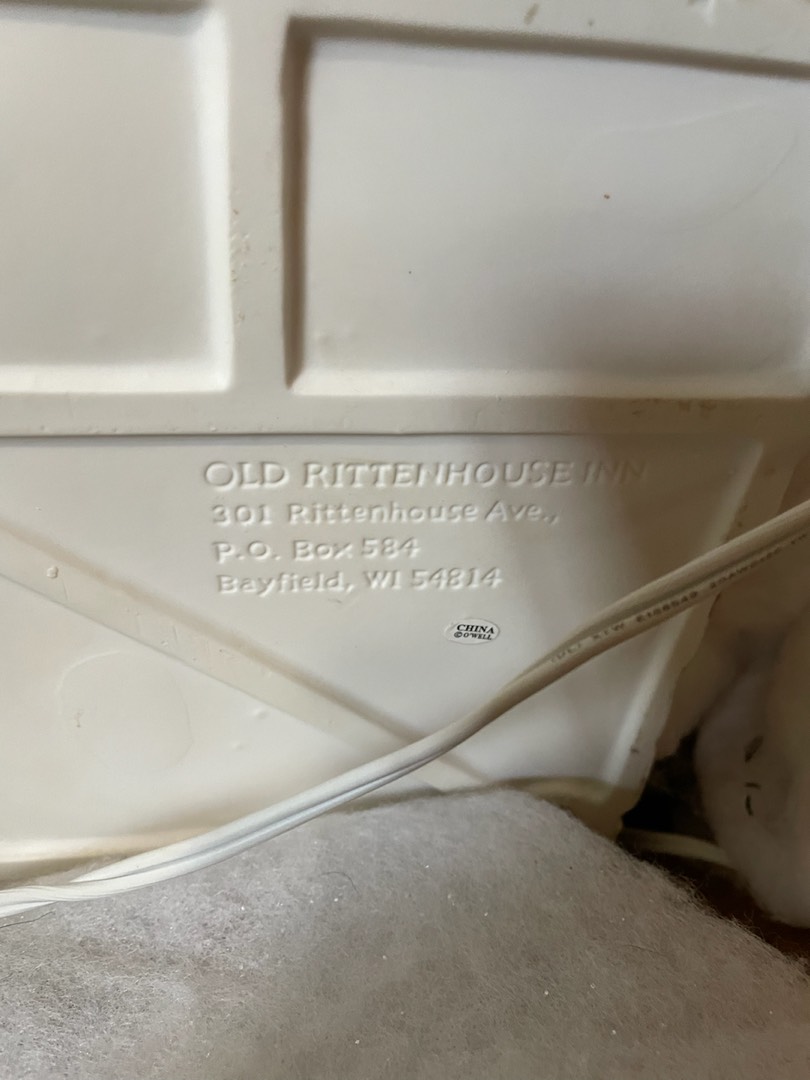 OLD RITTENHOUSE INN
301 Rittenhouse Ave.,
P.O. Box 584
Bayfield, WI 54814
CHINA
© O'WELL